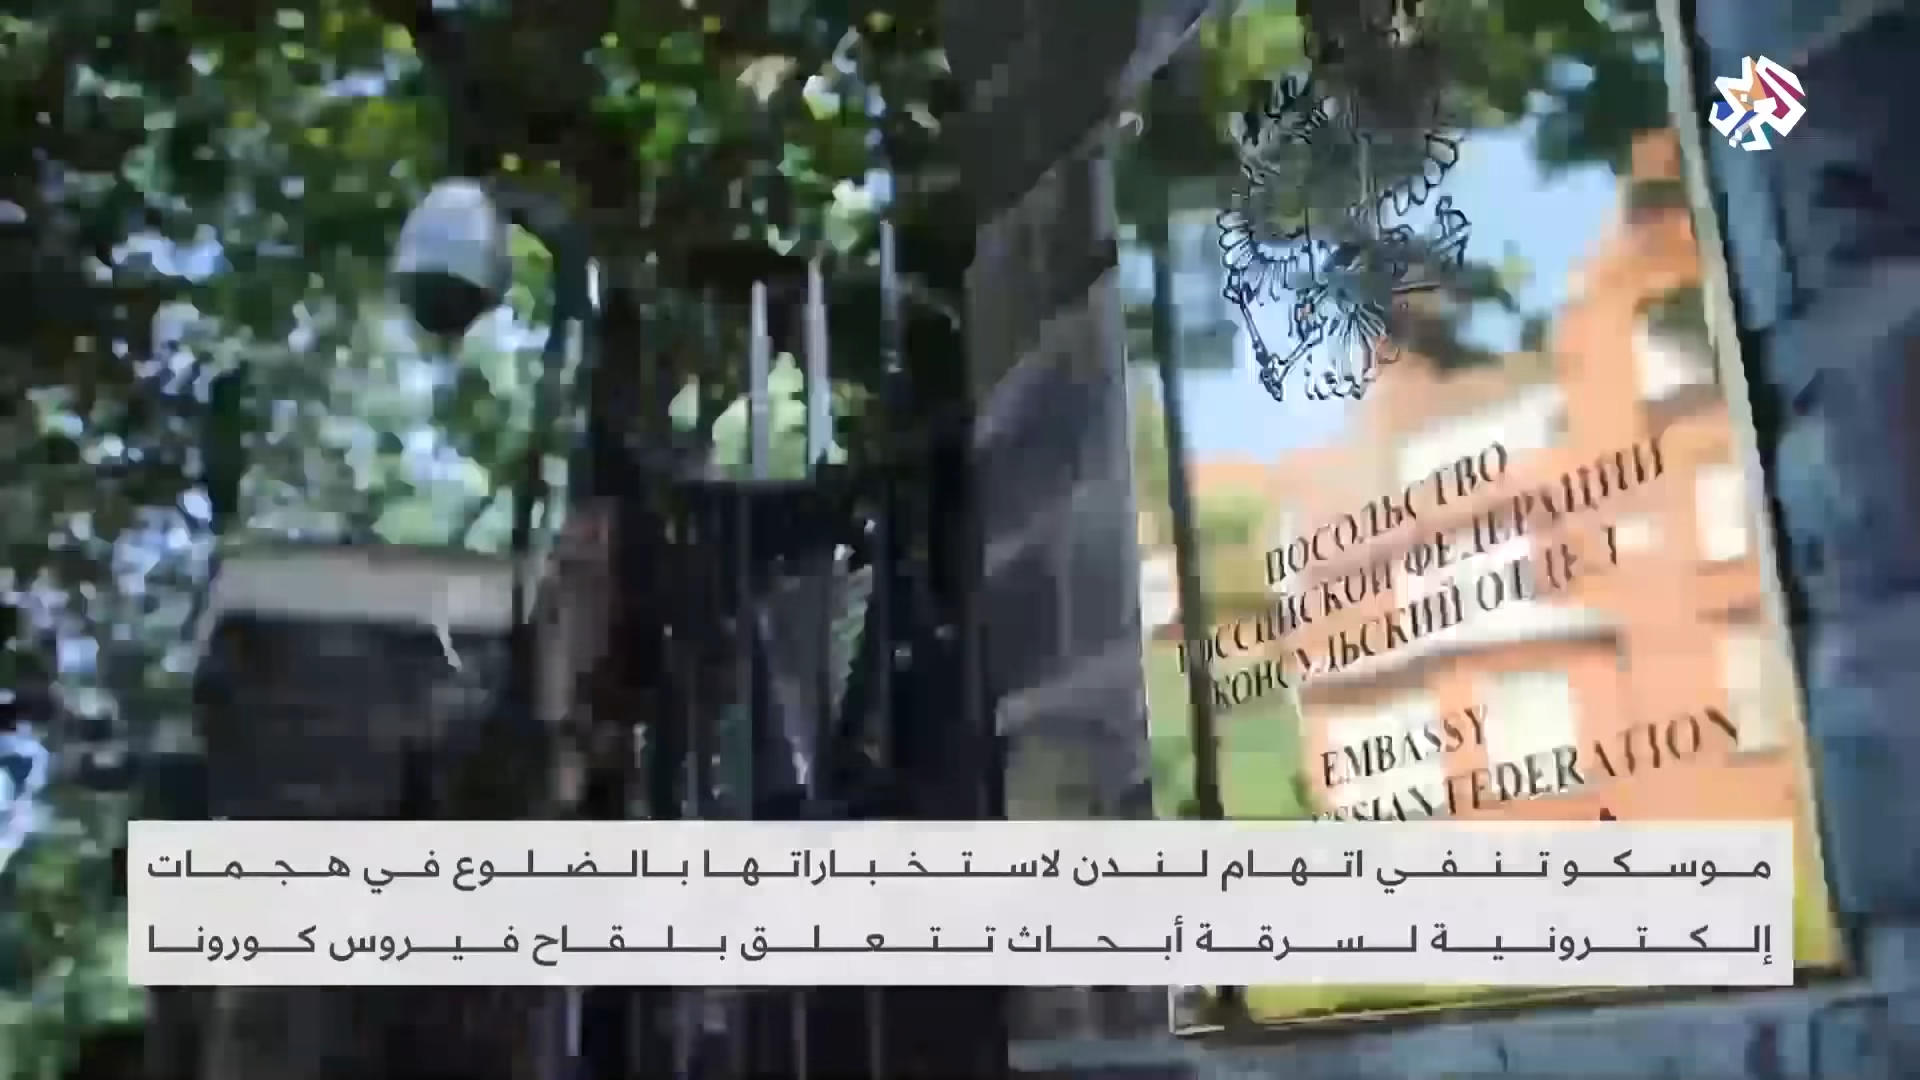 ПОСОЛЬСТВО
РОССИЙСКОЙ ФЕДЕРАЦИИ
КОНСУЛЬСКИЙ ОТДЕЛ
EMBASSY
FEDERATION
موسكو تنفي اتهام لندن لاستخباراتها بالضلوع في هجمات
إلكترونية لسرقة أبحاث تتعلق بلقاح فيروس كورونا